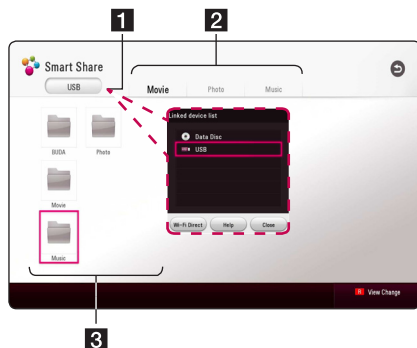 1
2
Smart Share
USB
Movie
Photo
Music
Linked device list
Data Disc
USB
Wi-Fi Direct
Help
Close
BUDA
Photo
Movie
Music
R View Change
3